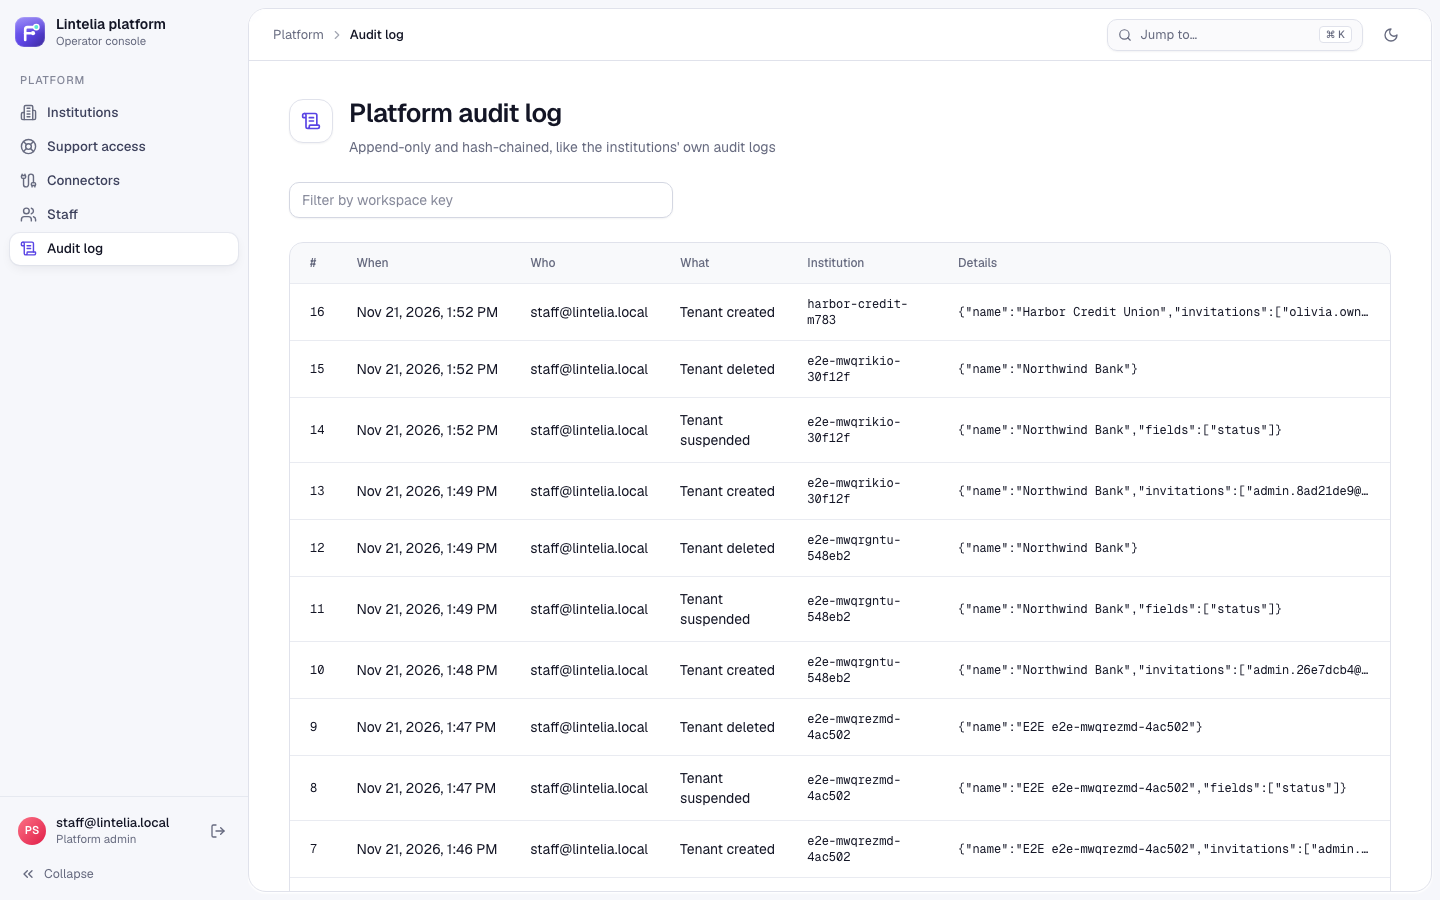 Lintelia platform
Operator console
PLATFORM
Institutions
Support access
Connectors
Staff
Audit log
PS
staff@lintelia.local
Platform admin
Collapse
Platform
Audit log
Jump to…
⌘ K
Platform audit log
Append-only and hash-chained, like the institutions' own audit logs
Filter by workspace key
# When Who What Institution Details
16 Nov 21, 2026, 1:52 PM staff@lintelia.local Tenant created harbor-credit-
m783 {"name":"Harbor Credit Union","invitations":["olivia.own…
15 Nov 21, 2026, 1:52 PM staff@lintelia.local Tenant deleted e2e-mwqrikio-
30f12f {"name":"Northwind Bank"}
14 Nov 21, 2026, 1:52 PM staff@lintelia.local Tenant
suspended e2e-mwqrikio-
30f12f {"name":"Northwind Bank","fields":["status"]}
13 Nov 21, 2026, 1:49 PM staff@lintelia.local Tenant created e2e-mwqrikio-
30f12f {"name":"Northwind Bank","invitations":["admin.8ad21de9@…
12 Nov 21, 2026, 1:49 PM staff@lintelia.local Tenant deleted e2e-mwqrgntu-
548eb2 {"name":"Northwind Bank"}
11 Nov 21, 2026, 1:49 PM staff@lintelia.local Tenant
suspended e2e-mwqrgntu-
548eb2 {"name":"Northwind Bank","fields":["status"]}
10 Nov 21, 2026, 1:48 PM staff@lintelia.local Tenant created e2e-mwqrgntu-
548eb2 {"name":"Northwind Bank","invitations":["admin.26e7dcb4@…
9 Nov 21, 2026, 1:47 PM staff@lintelia.local Tenant deleted e2e-mwqrezmd-
4ac502 {"name":"E2E e2e-mwqrezmd-4ac502"}
8 Nov 21, 2026, 1:47 PM staff@lintelia.local Tenant
suspended e2e-mwqrezmd-
4ac502 {"name":"E2E e2e-mwqrezmd-4ac502","fields":["status"]}
7 Nov 21, 2026, 1:46 PM staff@lintelia.local Tenant created e2e-mwqrezmd-
4ac502 {"name":"E2E e2e-mwqrezmd-4ac502","invitations":["admin.…